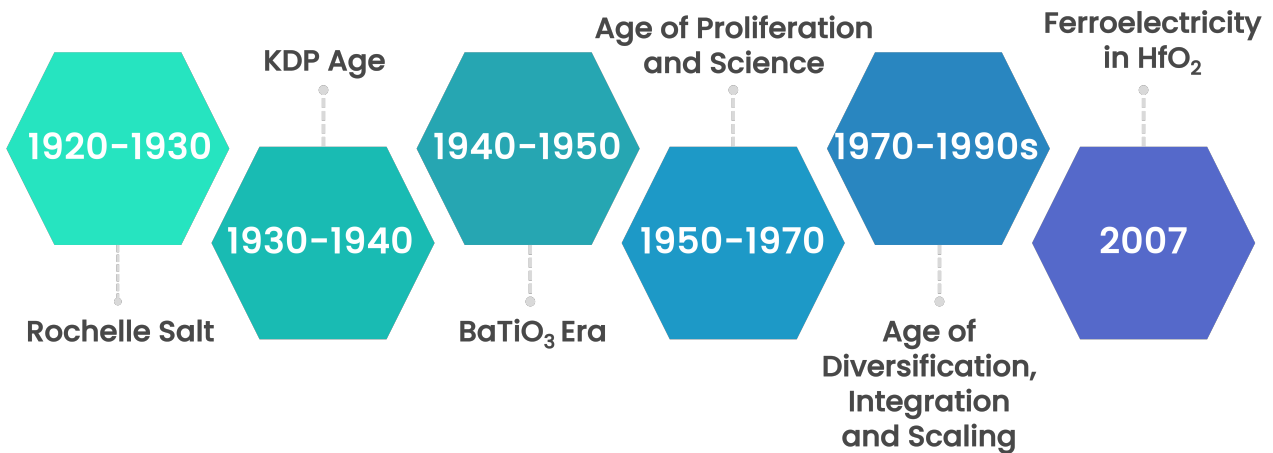 1920-1930
Rochelle Salt
KDP Age
1930-1940
1940-1950
BaTiO₃ Era
Age of Proliferation
and Science
1950-1970
1970-1990s
Age of
Diversification,
Integration
and Scaling
Ferroelectricity
in HfO₂
2007